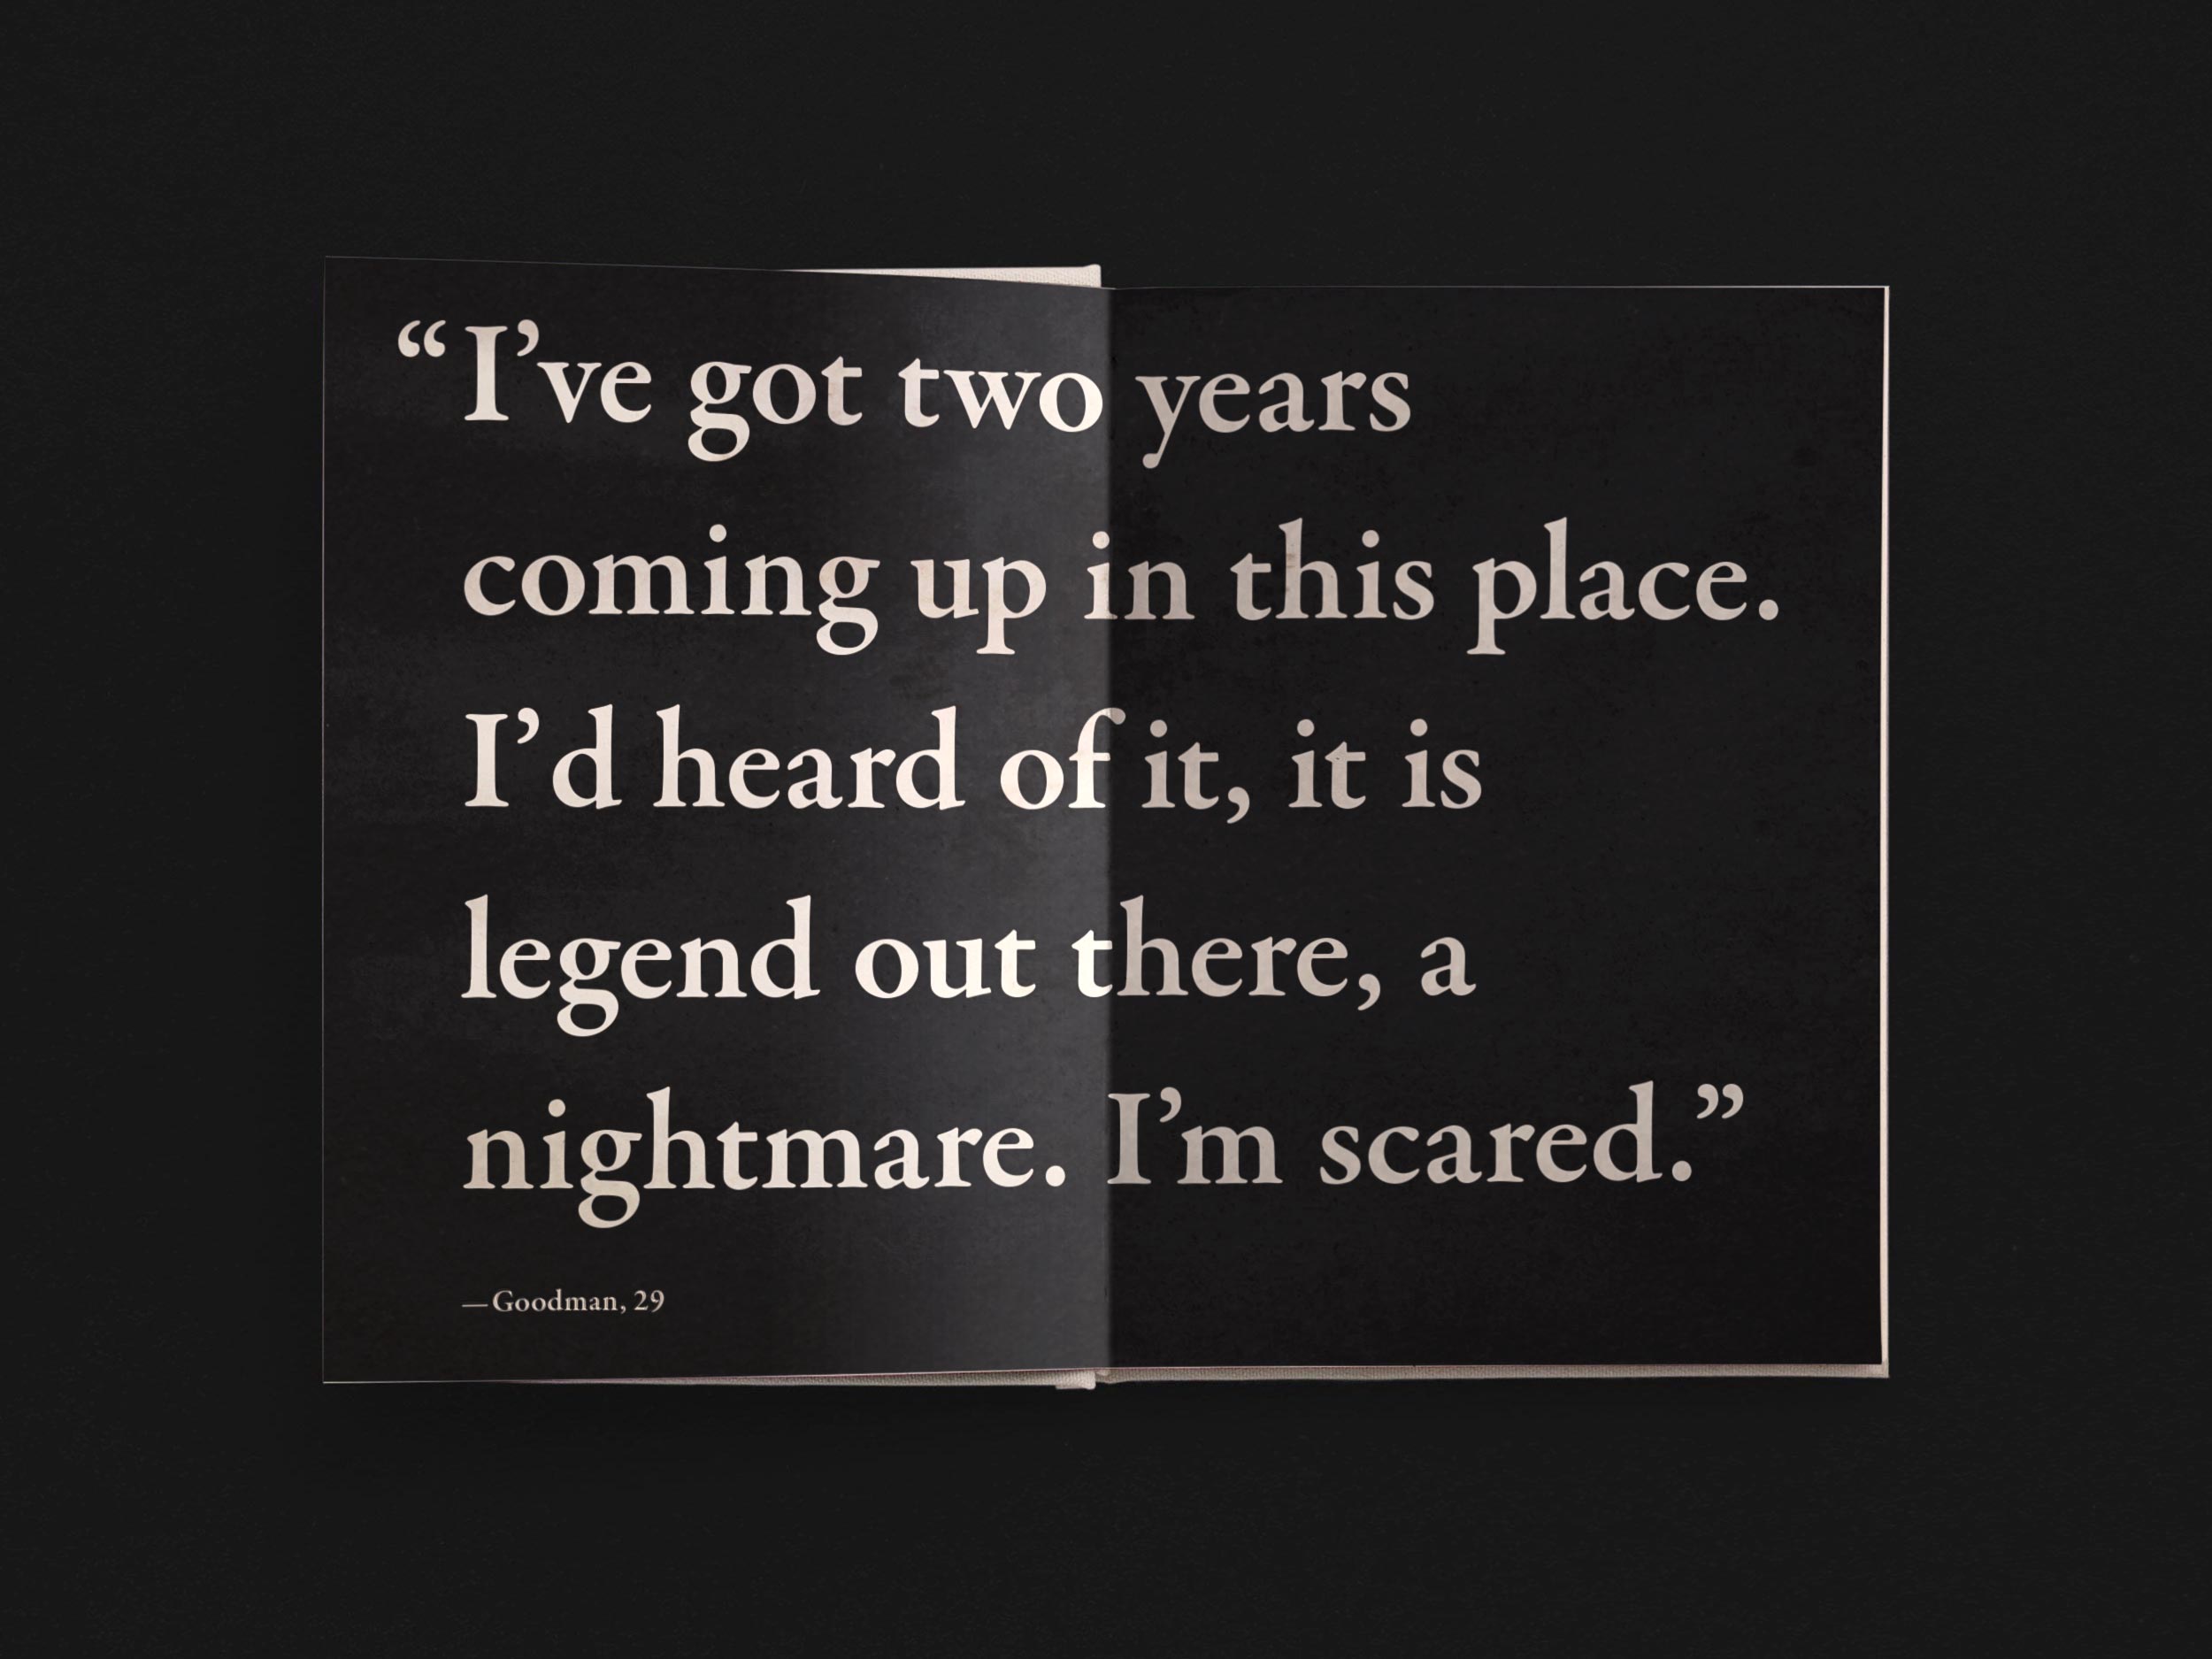 “I’ve got two years
coming up in this place.
I’d heard of it, it is
legend out there, a
nightmare. I’m scared.”
—Goodman, 29